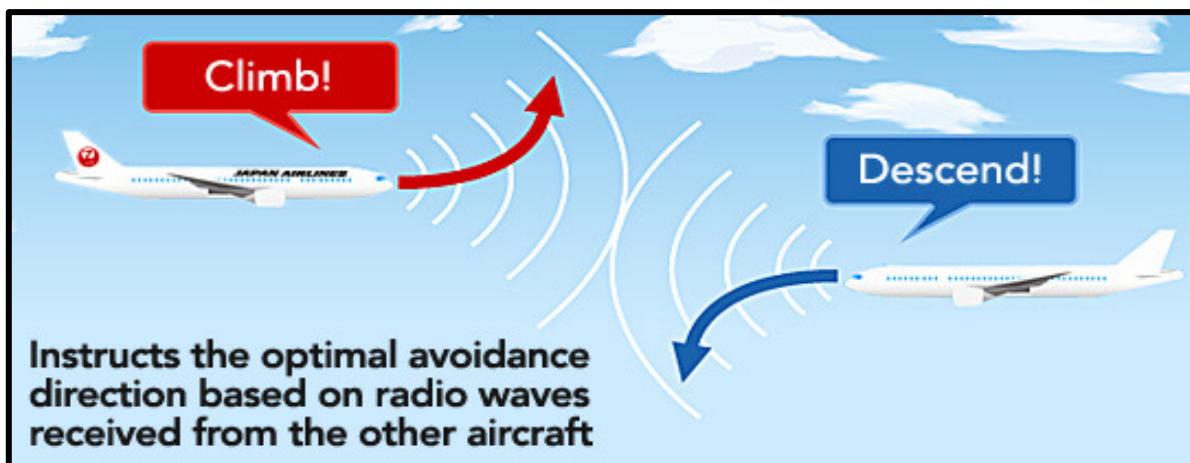 Climb!
JAPAN AIRLINES
Descend!
Instructs the optimal avoidance
direction based on radio waves
received from the other aircraft